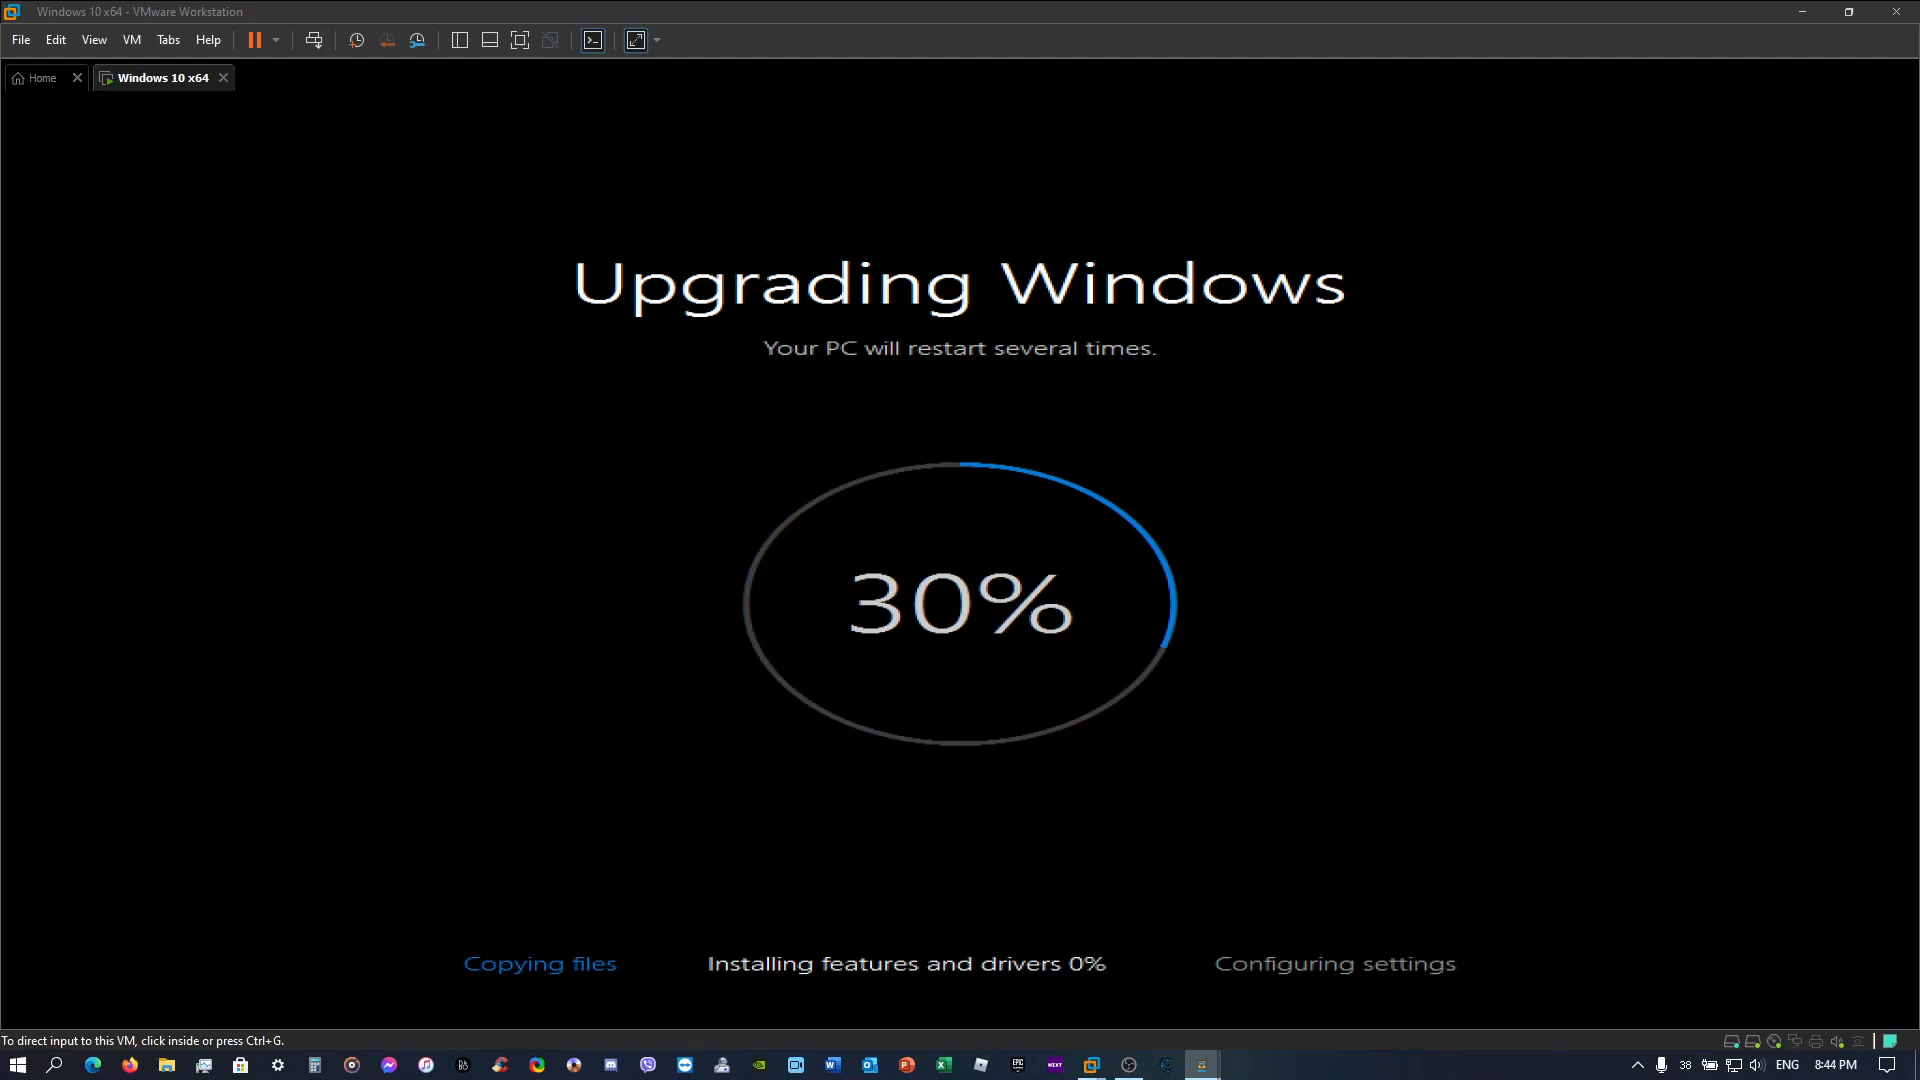 Windows 10 x64 - VMware Workstation
File Edit View VM Tabs Help
Home Windows 10 x64
Upgrading Windows
Your PC will restart several times.
30%
Copying files Installing features and drivers 0% Configuring settings
To direct input to this VM, click inside or press Ctrl+G.
38 ENG 8:44 PM